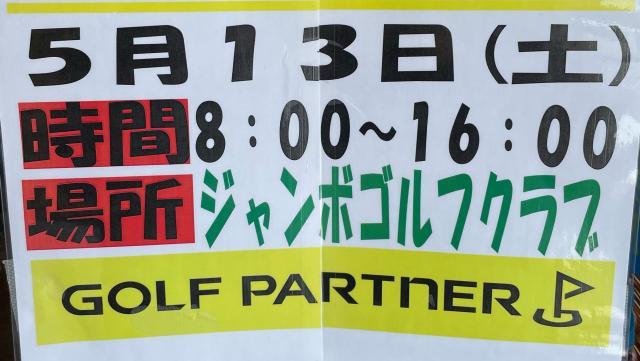 5月13日(土)
時間 8:00~16:00
場所 ジャンボゴルフクラブ
GOLF PARTNER